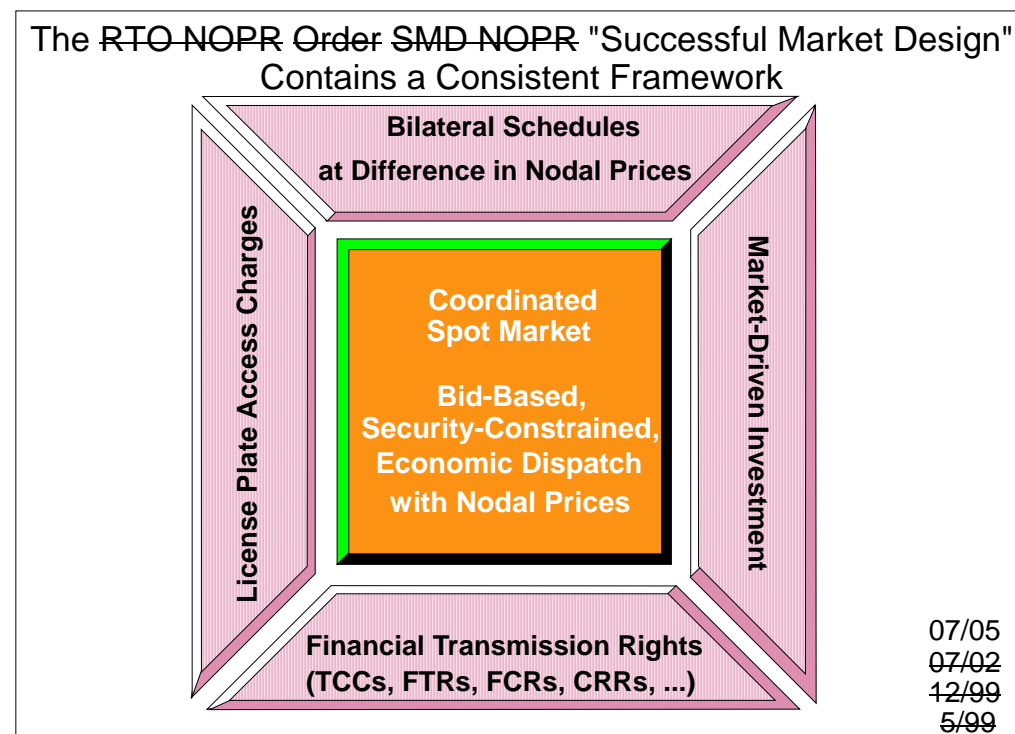 The RTO NOPR Order SMD NOPR "Successful Market Design"
Contains a Consistent Framework
Bilateral Schedules
at Difference in Nodal Prices
License Plate Access Charges
Coordinated
Spot Market
Bid-Based,
Security-Constrained,
Economic Dispatch
with Nodal Prices
Market-Driven Investment
Financial Transmission Rights
(TCCs, FTRs, FCRs, CRRs, ...)
07/05
07/02
12/99
5/99